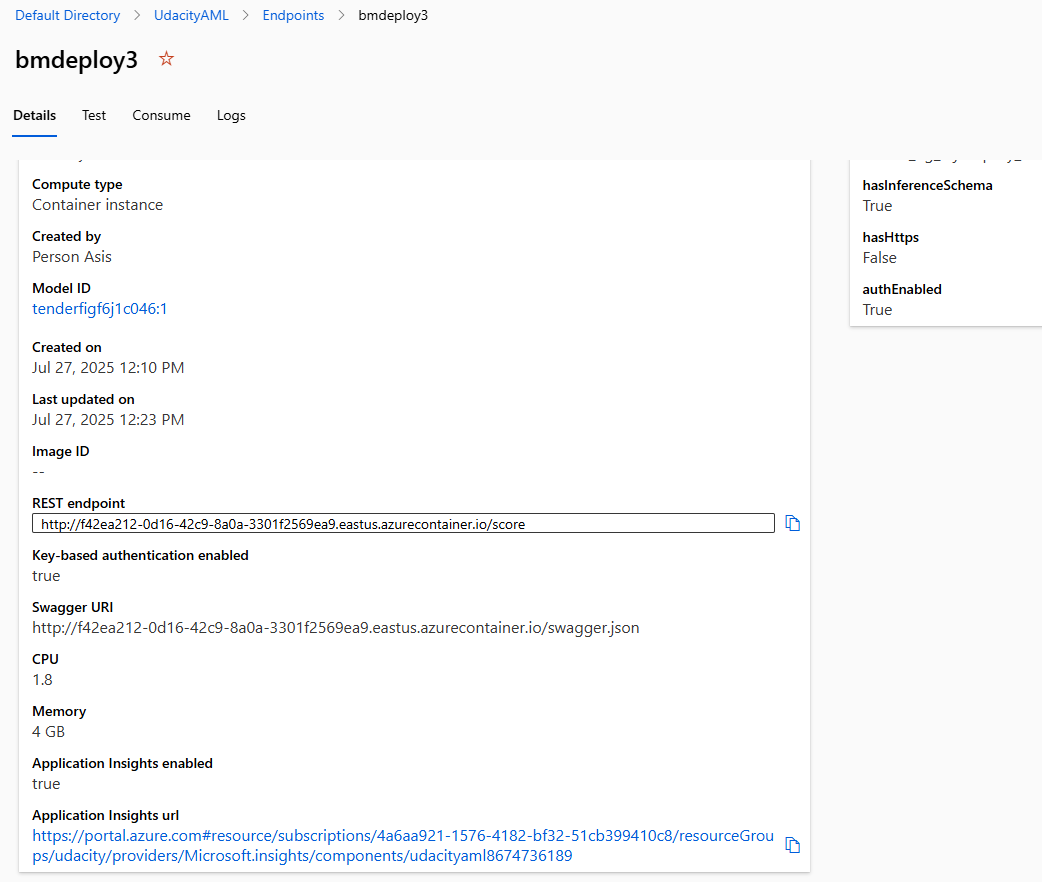 Default Directory > UdacityAML > Endpoints > bmdeploy3
bmdeploy3
Details Test Consume Logs
Compute type
Container instance
Created by
Person Asis
Model ID
tenderfigf6j1c046:1
Created on
Jul 27, 2025 12:10 PM
Last updated on
Jul 27, 2025 12:23 PM
Image ID
--
REST endpoint
http://f42ea212-0d16-42c9-8a0a-3301f2569ea9.eastus.azurecontainer.io/score
Key-based authentication enabled
true
Swagger URI
http://f42ea212-0d16-42c9-8a0a-3301f2569ea9.eastus.azurecontainer.io/swagger.json
CPU
1.8
Memory
4 GB
Application Insights enabled
true
Application Insights url
https://portal.azure.com#resource/subscriptions/4a6aa921-1576-4182-bf32-51cb399410c8/resourceGrou
ps/udacity/providers/Microsoft.insights/components/udacityaml8674736189
hasInferenceSchema
True
hasHttps
False
authEnabled
True